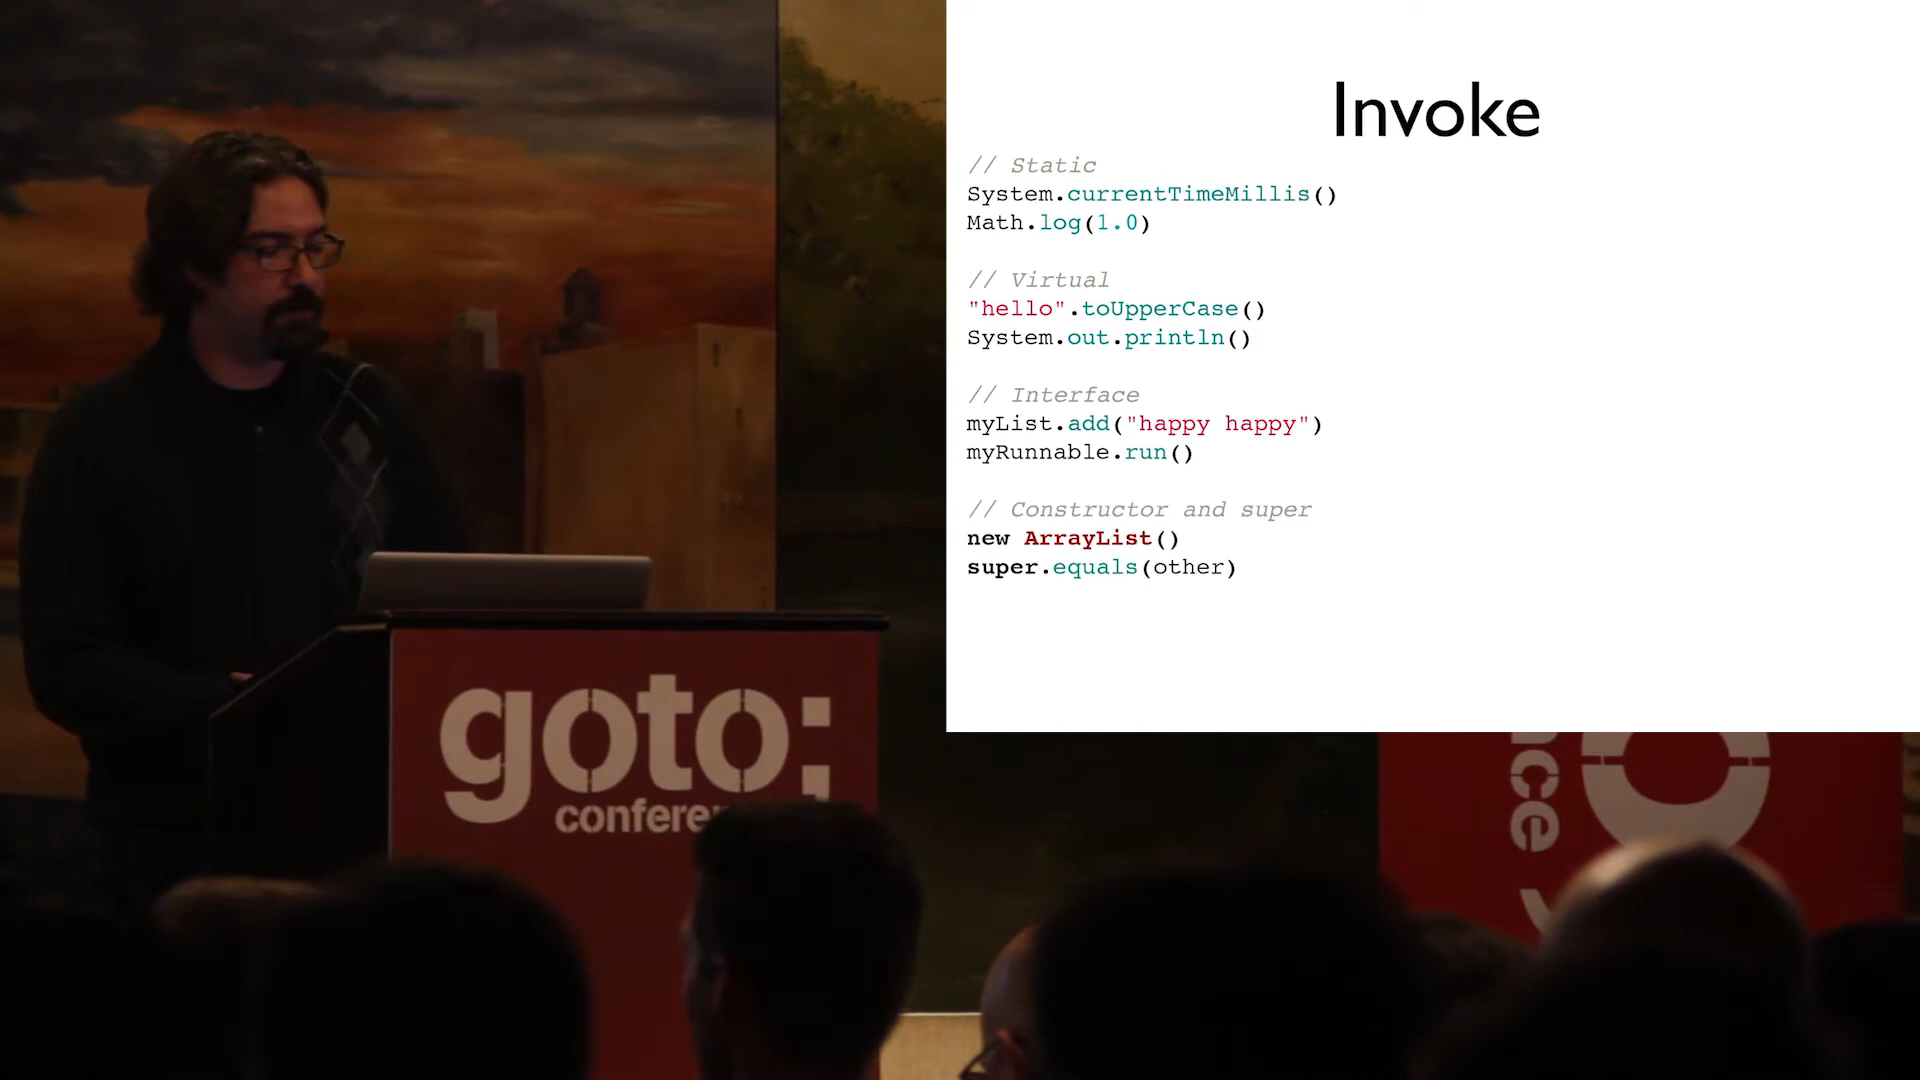 Invoke
// Static
System.currentTimeMillis()
Math.log(1.0)
// Virtual
"hello".toUpperCase()
System.out.println()
// Interface
myList.add("happy happy")
myRunnable.run()
// Constructor and super
new ArrayList()
super.equals(other)
goto;